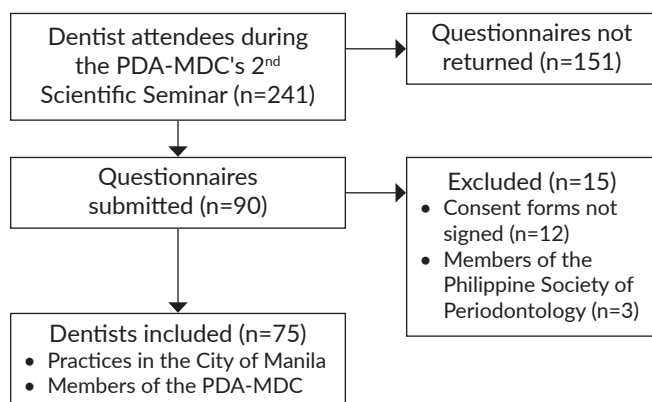 Dentist attendees during
the PDA-MDC's 2nd
Scientific Seminar (n=241)
Questionnaires not
returned (n=151)
Questionnaires
submitted (n=90)
Excluded (n=15)
• Consent forms not
signed (n=12)
• Members of the
Philippine Society of
Periodontology (n=3)
Dentists included (n=75)
• Practices in the City of Manila
• Members of the PDA-MDC